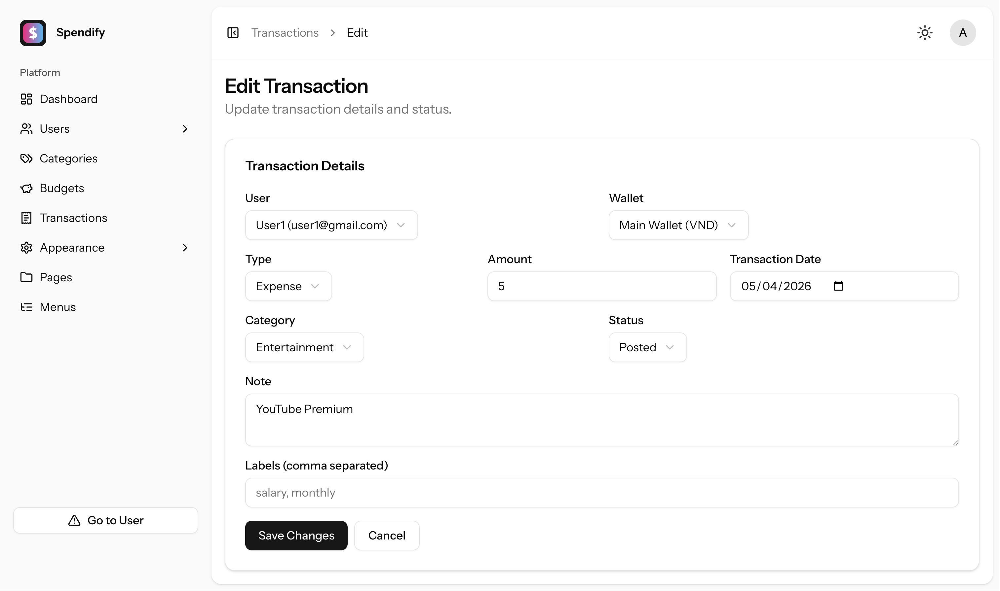 Spendify
Platform
Dashboard
Users
Categories
Budgets
Transactions
Appearance
Pages
Menus
Go to User
Transactions > Edit
A
Edit Transaction
Update transaction details and status.
Transaction Details
User
User1 (user1@gmail.com)
Wallet
Main Wallet (VND)
Type
Expense
Amount
5
Transaction Date
05/04/2026
Category
Entertainment
Status
Posted
Note
YouTube Premium
Labels (comma separated)
salary, monthly
Save Changes
Cancel